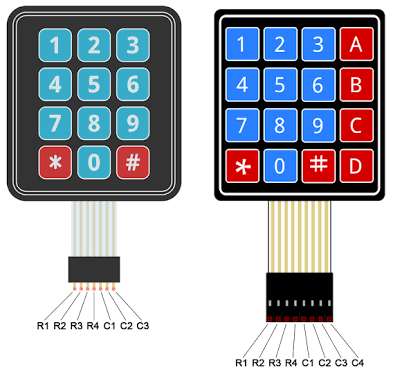 1 2 3
4 5 6
7 8 9
* 0 #
R1 R2 R3 R4 C1 C2 C3
1 2 3 A
4 5 6 B
7 8 9 C
* 0 # D
R1 R2 R3 R4 C1 C2 C3 C4